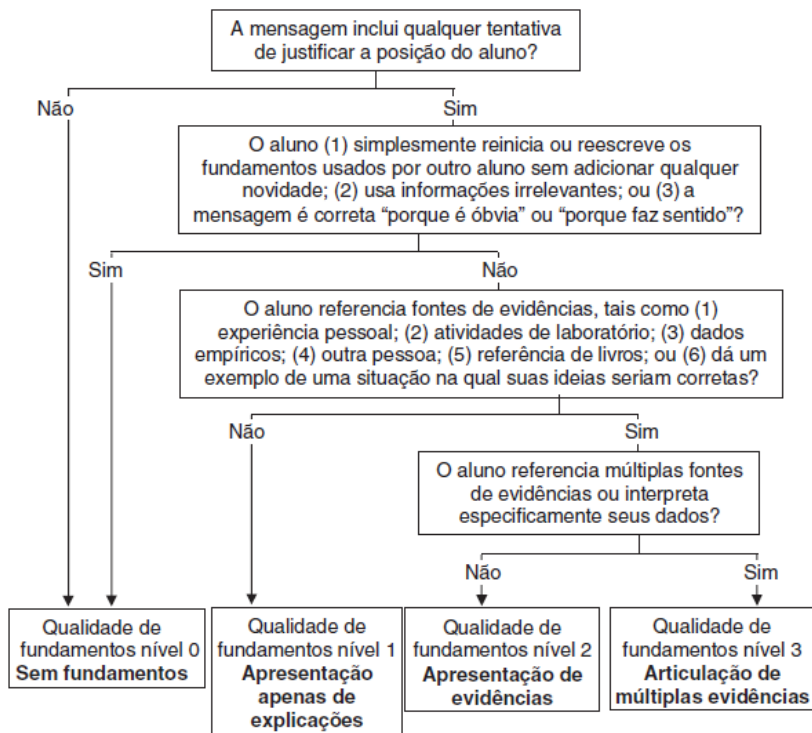 A mensagem inclui qualquer tentativa
de justificar a posição do aluno?
Não
Sim
O aluno (1) simplesmente reinicia ou reescreve os
fundamentos usados por outro aluno sem adicionar qualquer
novidade; (2) usa informações irrelevantes; ou (3) a
mensagem é correta “porque é óbvia” ou “porque faz sentido”?
Sim
Não
O aluno referencia fontes de evidências, tais como (1)
experiência pessoal; (2) atividades de laboratório; (3) dados
empíricos; (4) outra pessoa; (5) referência de livros; ou (6) dá um
exemplo de uma situação na qual suas ideias seriam corretas?
Não
Sim
O aluno referencia múltiplas fontes
de evidências ou interpreta
especificamente seus dados?
Não
Sim
Qualidade de
fundamentos nível 0
Sem fundamentos
Qualidade de
fundamentos nível 1
Apresentação
apenas de
explicações
Qualidade de
fundamentos nível 2
Apresentação de
evidências
Qualidade de
fundamentos nível 3
Articulação de
múltiplas evidências